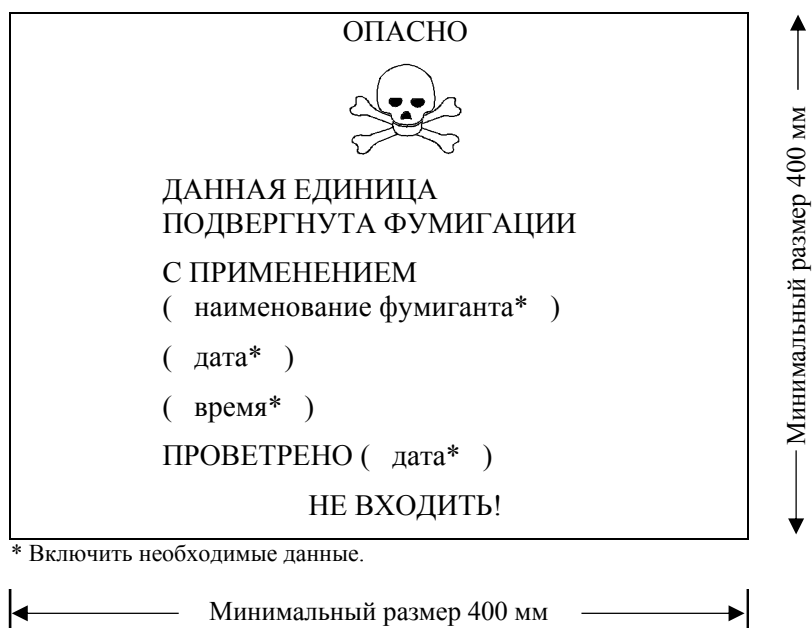 ОПАСНО
ДАННАЯ ЕДИНИЦА
ПОДВЕРГНУТА ФУМИГАЦИИ
С ПРИМЕНЕНИЕМ
( наименование фумиганта* )
( дата* )
( время* )
ПРОВЕТРЕНО ( дата* )
НЕ ВХОДИТЬ!
Минимальный размер 400 мм
* Включить необходимые данные.
Минимальный размер 400 мм